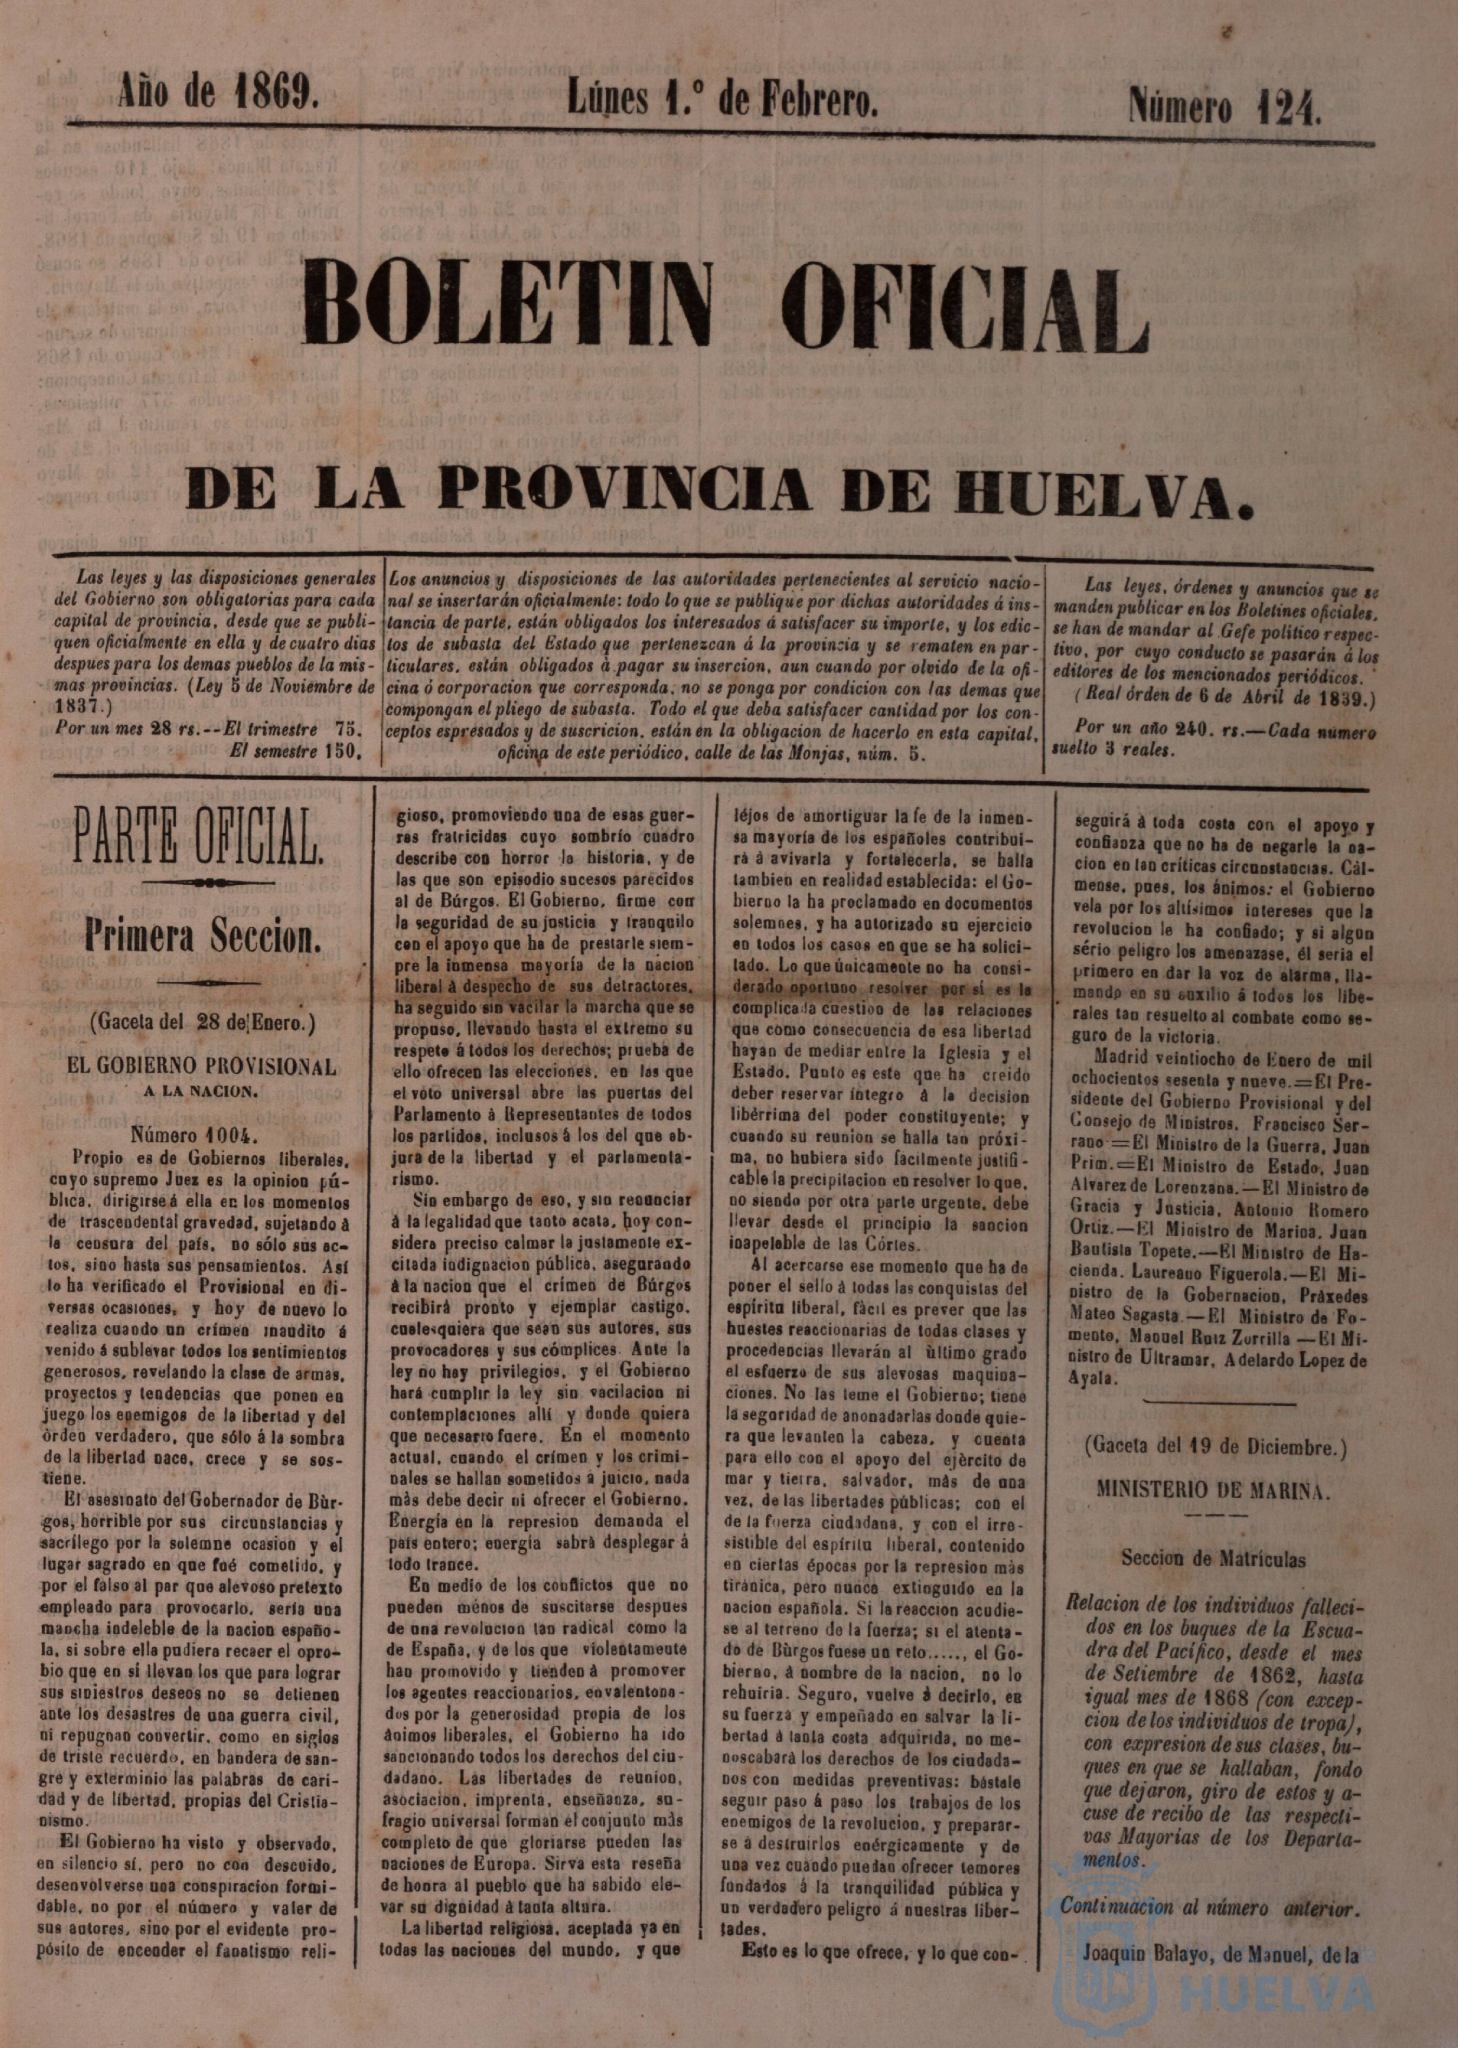 Año de 1869.
Lúnes 1.º de Febrero.
Número 124.
BOLETIN OFICIAL
DE LA PROVINCIA DE HUELVA.
Las leyes y las disposiciones generales
del Gobierno son obligatorias para cada
capital de provincia, desde que se publi-
quen oficialmente en ella y de cuatro dias
despues para los demas pueblos de la mis-
mas provincias. (Ley 5 de Noviembre de
1837.)
Por un mes 28 rs.--El trimestre 75.
El semestre 150,
Los anuncios y disposiciones de las autoridades pertenecientes al servicio nacio-
nal se insertarán oficialmente: todo lo que se publique por dichas autoridades á ins-
tancia de parte, están obligados los interesados á satisfacer su importe, y los edic-
tos de subasta del Estado que pertenezcan á la provincia y se rematen en par-
ticulares, están obligados á pagar su insercion, aun cuando por olvido de la ofi-
cina ó corporacion que corresponda, no se ponga por condicion con las demas que
compongan el pliego de subasta. Todo el que deba satisfacer cantidad por los con-
ceptos espresados y de suscricion, están en la obligacion de hacerlo en esta capital,
oficina de este periódico, calle de las Monjas, núm. 5.
Las leyes, órdenes y anuncios que se
manden publicar en los Boletines oficiales,
se han de mandar al Gefe politico respec-
tivo, por cuyo conducto se pasarán á los
editores de los mencionados periódicos.
(Real órden de 6 de Abril de 1839.)
Por un año 240. rs.—Cada número
suelto 3 reales.
PARTE OFICIAL.
Primera Seccion.
(Gaceta del 28 de Enero.)
EL GOBIERNO PROVISIONAL
A LA NACION.
Número 1004.
Propio es de Gobiernos liberales,
cuyo supremo Juez es la opinion pú-
blica, dirigirse á ella en los momentos
de trascendental gravedad, sujetando à
la censura del país, no sólo sus ac-
tos, sino hasta sus pensamientos. Así
lo ha verificado el Provisional en di-
versas ocasiones, y hoy de nuevo lo
realiza cuando un crímen inaudito á
venido á sublevar todos los sentimientos
generosos, revelando la clase de armas,
proyectos y tendencias que ponen en
juego los enemigos de la libertad y del
órden verdadero, que sólo á la sombra
de la libertad nace, crece y se sos-
tiene.
El asesinato del Gobernador de Bùr-
gos, horrible por sus circunstancias y
sacrílego por la solemne ocasion y el
lugar sagrado en que fué cometido, y
por el falso al par que alevoso pretexto
empleado para provocarlo, seria una
mancha indeleble de la nacion españo-
la, si sobre ella pudiera recaer el opro-
bio que en sí llevan los que para lograr
sus siniestros deseos no se detienen
ante los desastres de una guerra civil,
ni repugnan convertir, como en siglos
de triste recuerdo, en bandera de san-
gre y exterminio las palabras de cari-
dad y de libertad, propias del Cristia-
nismo.
El Gobierno ha visto y observado,
en silencio sí, pero no con descuido,
desenvolverse una conspiracion formi-
dable, no por el número y valer de
sus autores, sino por el evidente pro-
pósito de encender el fanatismo reli-
gioso, promoviendo una de esas guer-
ras fratricidas cuyo sombrío cuadro
describe con horror la historia, y de
las que son episodio sucesos parecidos
al de Búrgos. El Gobierno, firme con
la seguridad de su justicia y tranquilo
con el apoyo que ha de prestarle siem-
pre la inmensa mayoría de la nacion
liberal à despecho de sus detractores,
ha seguido sin vacilar la marcha que se
propuso, llevando hasta el extremo su
respeto á todos los derechos; prueba de
ello ofrecen las elecciones, en las que
el voto universal abre las puertas del
Parlamento à Representantes de todos
los partidos, inclusos á los del que ab-
jura de la libertad y el parlamenta-
rismo.
Sin embargo de eso, y sin renunciar
á la legalidad que tanto acata, hoy con-
sidera preciso calmar la justamente ex-
citada indignacion pública, asegurando
á la nacion que el crímen de Búrgos
recibirá pronto y ejemplar castigo,
cualesquiera que sean sus autores, sus
provocadores y sus cómplices. Ante la
ley no hay privilegios, y el Gobierno
hará cumplir la ley sin vacilacion ni
contemplaciones allí y donde quiera
que necesario fuere. En el momento
actual, cuando el crímen y los crimi-
nales se hallan sometidos á juicio, nada
más debe decir ni ofrecer el Gobierno.
Energía en la represion demanda el
país entero; energía sabrà desplegar á
todo trance.
En medio de los conflictos que no
pueden ménos de suscitarse despues
de una revolucion tan radical como la
de España, y de los que violentamente
han promovido y tienden à promover
los agentes reaccionarios, envalentona-
dos por la generosidad propia de los
ánimos liberales, el Gobierno ha ido
sancionando todos los derechos del ciu-
dadano. Las libertades de reunion,
asociacion, imprenta, enseñanza, su-
fragio universal forman el conjunto más
completo de que gloriarse pueden las
naciones de Europa. Sirva esta reseña
de honra al pueblo que ha sabido ele-
var su dignidad à tanta altura.
La libertad religiosa, aceptada ya en
todas las naciones del mundo, y que
léjos de amortiguar la fe de la inmen-
sa mayoría de los españoles contribui-
rá á avivarla y fortalecerla, se halla
tambien en realidad establecida: el Go-
bierno la ha proclamado en documentos
solemnes, y ha autorizado su ejercicio
en todos los casos en que se ha solici-
tado. Lo que únicamente no ha consi-
derado oportuno resolver por sí es la
complicada cuestion de las relaciones
que como consecuencia de esa libertad
hayan de mediar entre la Iglesia y el
Estado. Punto es este que ha creido
deber reservar íntegro á la decision
libérrima del poder constituyente; y
cuando su reunion se halla tan próxi-
ma, no hubiera sido facilmente justifi-
cable la precipitacion en resolver lo que,
no siendo por otra parte urgente, debe
llevar desde el principio la sancion
inapelable de las Córtes.
Al acercarse ese momento que ha de
poner el sello à todas las conquistas del
espíritu liberal, fàcil es prever que las
huestes reaccionarias de todas clases y
procedencias llevarán al ùltimo grado
el esfuerzo de sus alevosas maquina-
ciones. No las teme el Gobierno; tiene
la seguridad de anonadarlas donde quie-
ra que levanten la cabeza, y cuenta
para ello con el apoyo del ejèrcito de
mar y tierra, salvador, más de una
vez, de las libertades públicas; con el
de la fuerza ciudadana, y con el irre-
sistible del espíritu liberal, contenido
en ciertas épocas por la represion màs
tiránica, pero nunca extinguido en la
nacion española. Si la reaccion acudie-
se al terreno de la fuerza; si el atenta-
do de Bùrgos fuese un reto....., el Go-
bierno, á nombre de la nacion, no lo
rehuiria. Seguro, vuelve à decirlo, en
su fuerza y empeñado en salvar la li-
bertad à tanta costa adquirida, no me-
noscabará los derechos de los ciudada-
nos con medidas preventivas: bástale
seguir paso á paso los trabajos de los
enemigos de la revolucion, y preparar-
se à destruirlos enérgicamente y de
una vez cuando puedan ofrecer temores
fundados á la tranquilidad pública y
un verdadero peligro á nuestras liber-
tades.
Esto es lo que ofrece, y lo que con-
seguirá à toda costa con el apoyo y
confianza que no ha de negarle la na-
cion en tan críticas circunstancias. Cál-
mense, pues, los ánimos: el Gobierno
vela por los altísimos intereses que la
revolucion le ha confiado; y si algun
sério peligro los amenazase, él seria el
primero en dar la voz de alarma, lla-
mando en su auxilio á todos los libe-
rales tan resuelto al combate como se-
guro de la victoria.
Madrid veintiocho de Enero de mil
ochocientos sesenta y nueve.=El Pre-
sidente del Gobierno Provisional y del
Consejo de Ministros, Francisco Ser-
rano=El Ministro de la Guerra, Juan
Prim.=El Ministro de Estado, Juan
Alvarez de Lorenzana.—El Ministro de
Gracia y Justicia, Antonio Romero
Ortiz.—El Ministro de Marina, Juan
Bautista Topete.—El Ministro de Ha-
cienda. Laureano Figuerola.—El Mi-
nistro de la Gobernacion, Pràxedes
Mateo Sagasta.—El Ministro de Fo-
mento, Manuel Ruiz Zorrilla —El Mi-
nistro de Ultramar, Adelardo Lopez de
Ayala.
(Gaceta del 19 de Diciembre.)
MINISTERIO DE MARINA.
Seccion de Matrículas
Relacion de los individuos falleci-
dos en los buques de la Escua-
dra del Pacífico, desde el mes
de Setiembre de 1862, hasta
igual mes de 1868 (con excep-
cion de los individuos de tropa),
con expresion de sus clases, bu-
ques en que se hallaban, fondo
que dejaron, giro de estos y a-
cuse de recibo de las respecti-
vas Mayorías de los Departa-
mentos.
Continuacion al número anterior.
Joaquin Balayo, de Manuel, de la
HUELVA